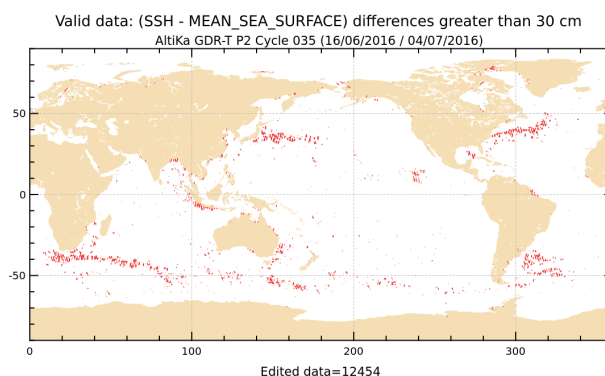 Valid data: (SSH - MEAN_SEA_SURFACE) differences greater than 30 cm
AltiKa GDR-T P2 Cycle 035 (16/06/2016 / 04/07/2016)
50
0
-50
0 100 200 300
Edited data=12454